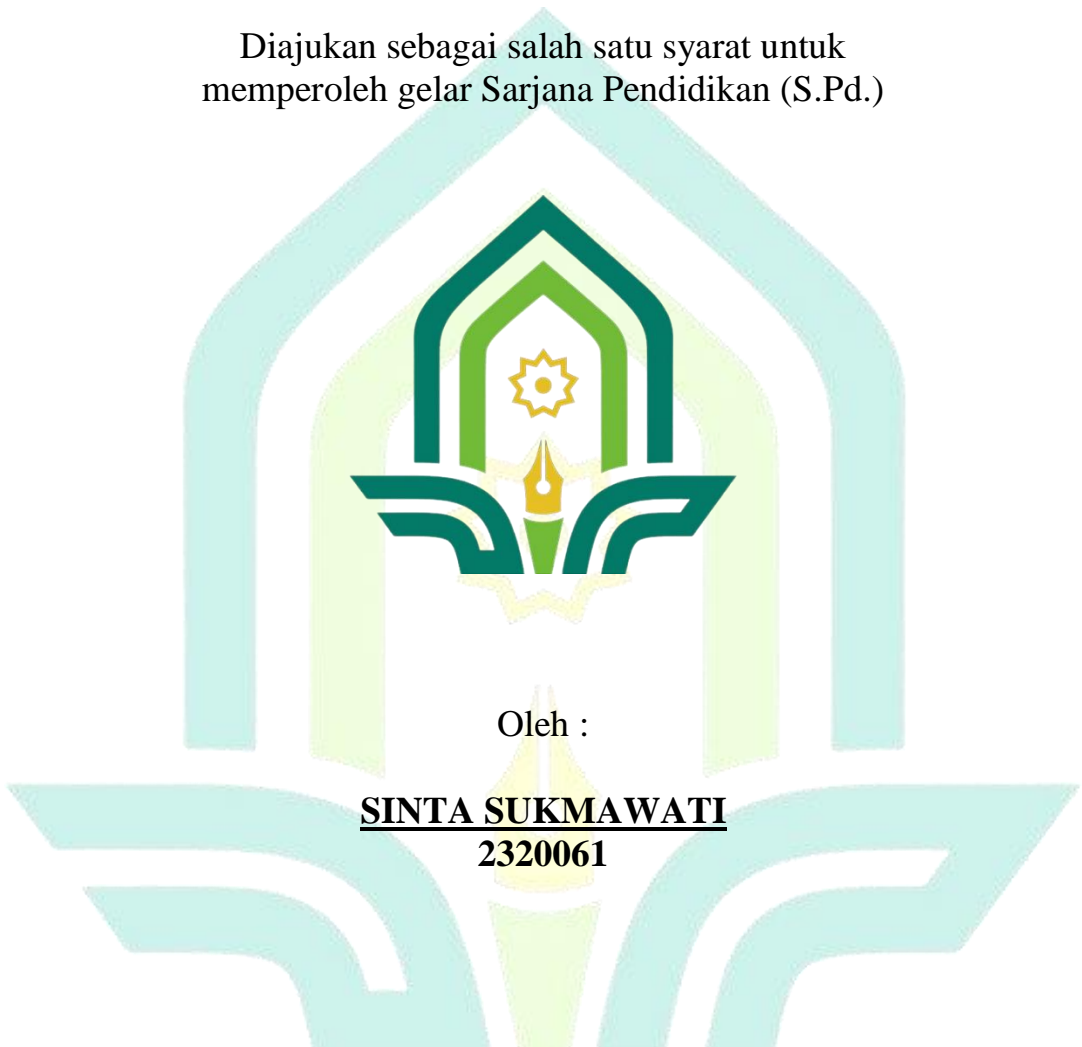 Diajukan sebagai salah satu syarat untuk
memperoleh gelar Sarjana Pendidikan (S.Pd.)
Oleh :
SINTA SUKMAWATI
2320061